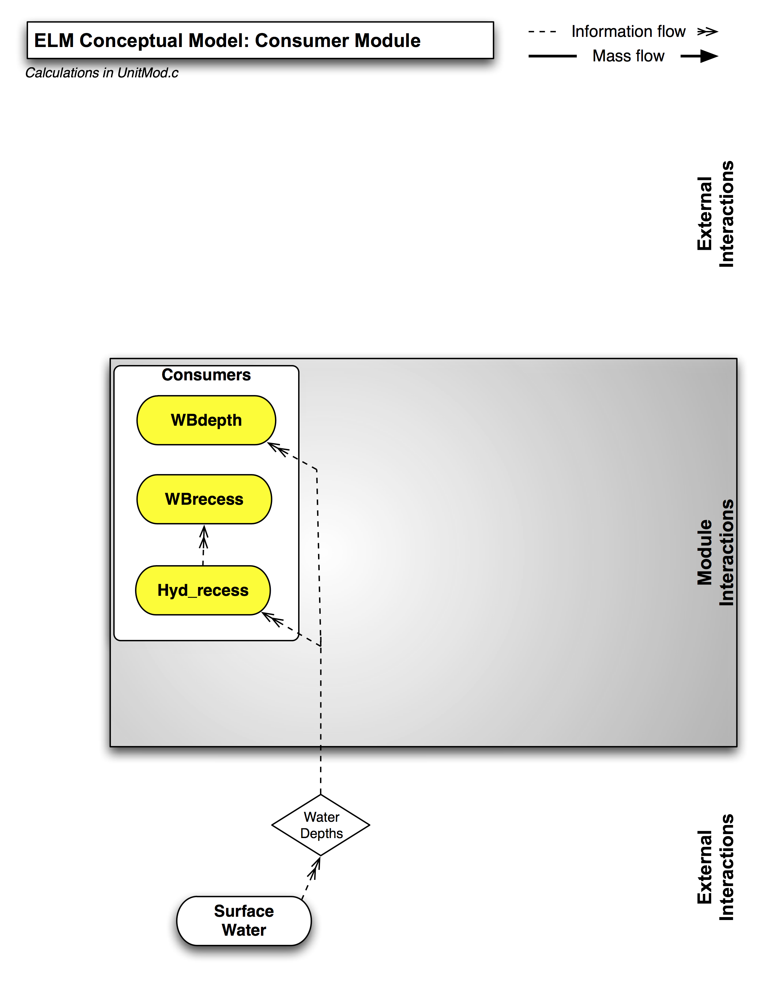 ELM Conceptual Model: Consumer Module
Information flow
Mass flow
Calculations in UnitMod.c
External
Interactions
Consumers
WBdepth
WBrecess
Hyd_recess
Module
Interactions
Water
Depths
External
Interactions
Surface
Water